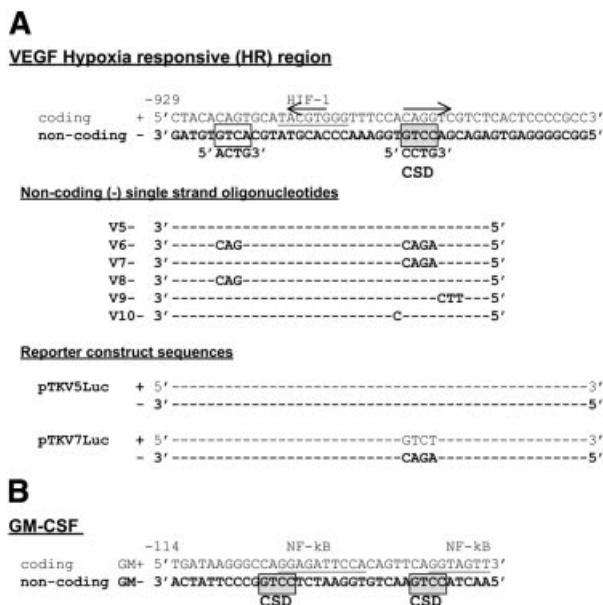 A
VEGF Hypoxia responsive (HR) region
-929 HIF-1
coding + 5'CTACACAGTGCATACGTGGGTTTCCACAGGTCGTCTCACTCCCCGCC3'
non-coding - 3'GATGTGTCACGTATGCACCCAAAGGTGTCCAGCAGAGTGAGGGGCGG5'
5'ACTG3' 5'CCTG3'
CSD
Non-coding (-) single strand oligonucleotides
V5- 3'-------------------------------------5'
V6- 3'-----CAG------------------CAGA-------5'
V7- 3'--------------------------CAGA-------5'
V8- 3'-----CAG-----------------------------5'
V9- 3'------------------------------CTT----5'
V10- 3'-------------------------C-----------5'
Reporter construct sequences
pTKV5Luc + 5'-----------------------------------------------3'
- 3'-----------------------------------------------5'
pTKV7Luc + 5'--------------------------GTCT-----------------3'
- 3'--------------------------CAGA-----------------5'
B
GM-CSF
-114 NF-kB NF-kB
coding GM+ 5'TGATAAGGGCCAGGAGATTCCACAGTTCAGGTAGTT3'
non-coding GM- 3'ACTATTCCCGGTCCTCTAAGGTGTCAAGTCCATCAA5'
CSD CSD